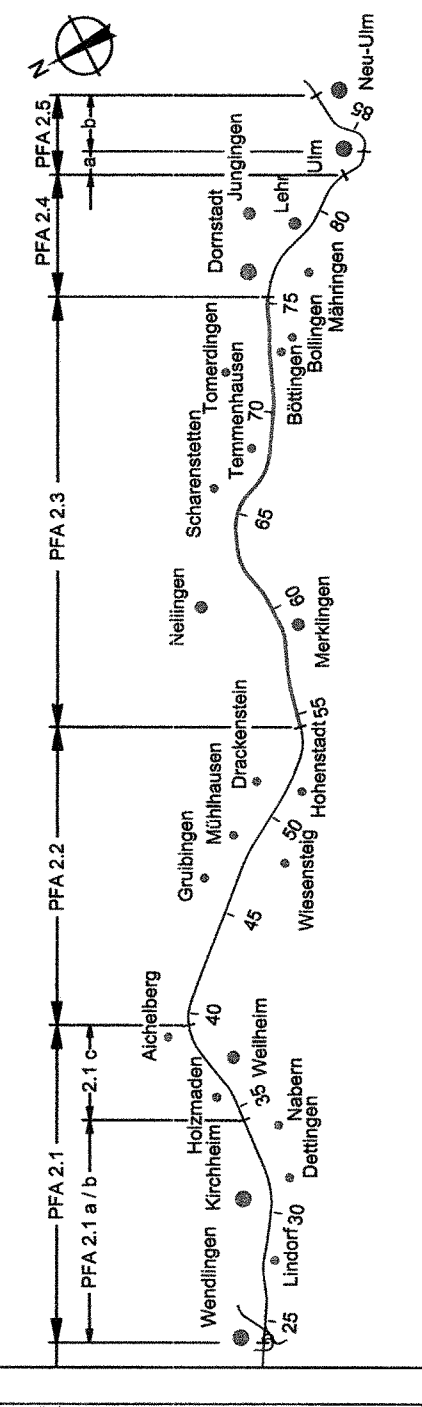 PFA 2.1
PFA 2.2
PFA 2.3
PFA 2.4
PFA 2.5
PFA 2.1 a / b
2.1 c
a
b
N
Wendlingen
Kirchheim
Holzmaden
Aichelberg
Weilheim
Lindorf
Dettingen
Nabern
Gruibingen
Mühlhausen
Drackenstein
Wiesensteig
Hohenstadt
Nellingen
Merklingen
Scharenstetten
Temmenhausen
Tomerdingen
Böttingen
Bollingen
Mähringen
Dornstadt
Jungingen
Lehr
Ulm
Neu-Ulm
25
30
35
40
45
50
55
60
65
70
75
80
85